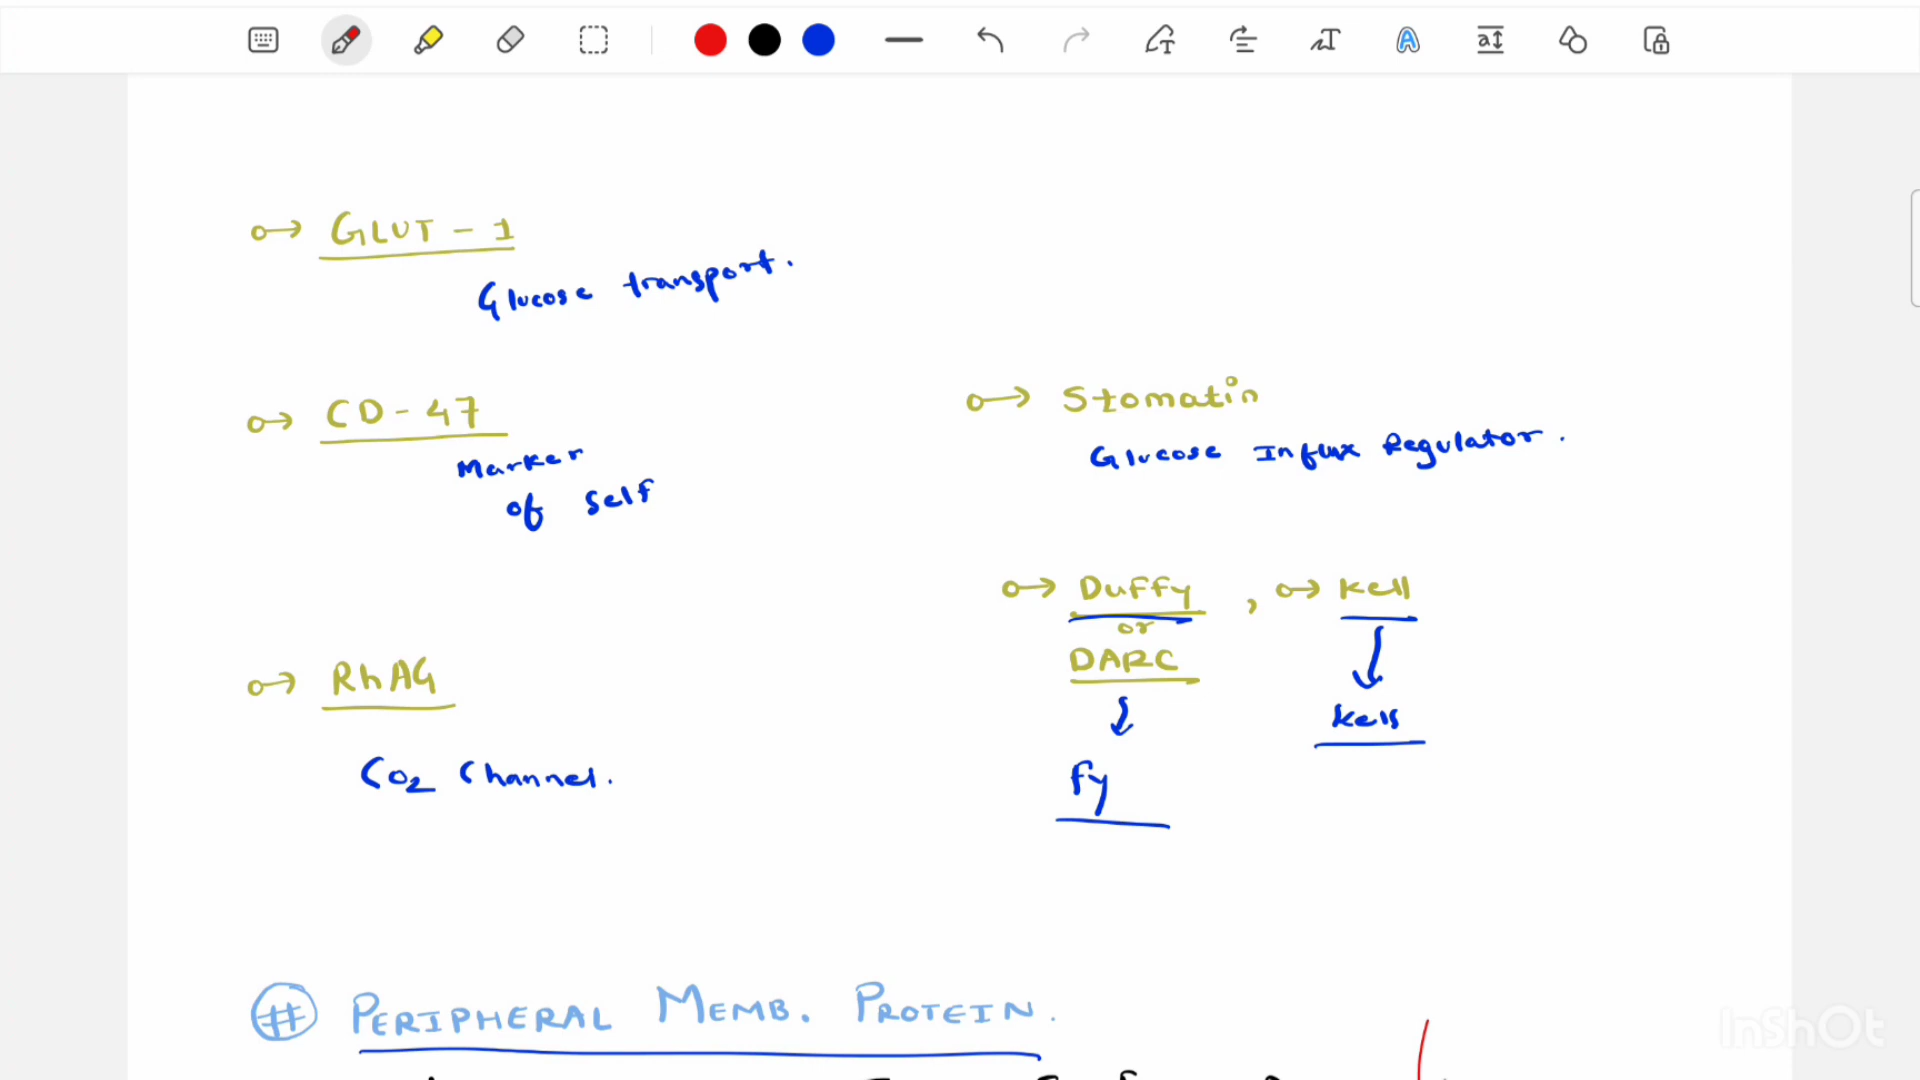 GLUT - 1
Glucose transport.
CD - 47
Marker
of self
Stomatin
Glucose Influx Regulator.
Duffy , Kell
or
DARC
Fy
Kell
RhAG
CO2 Channel.
# PERIPHERAL MEMB. PROTEIN.
InShOt